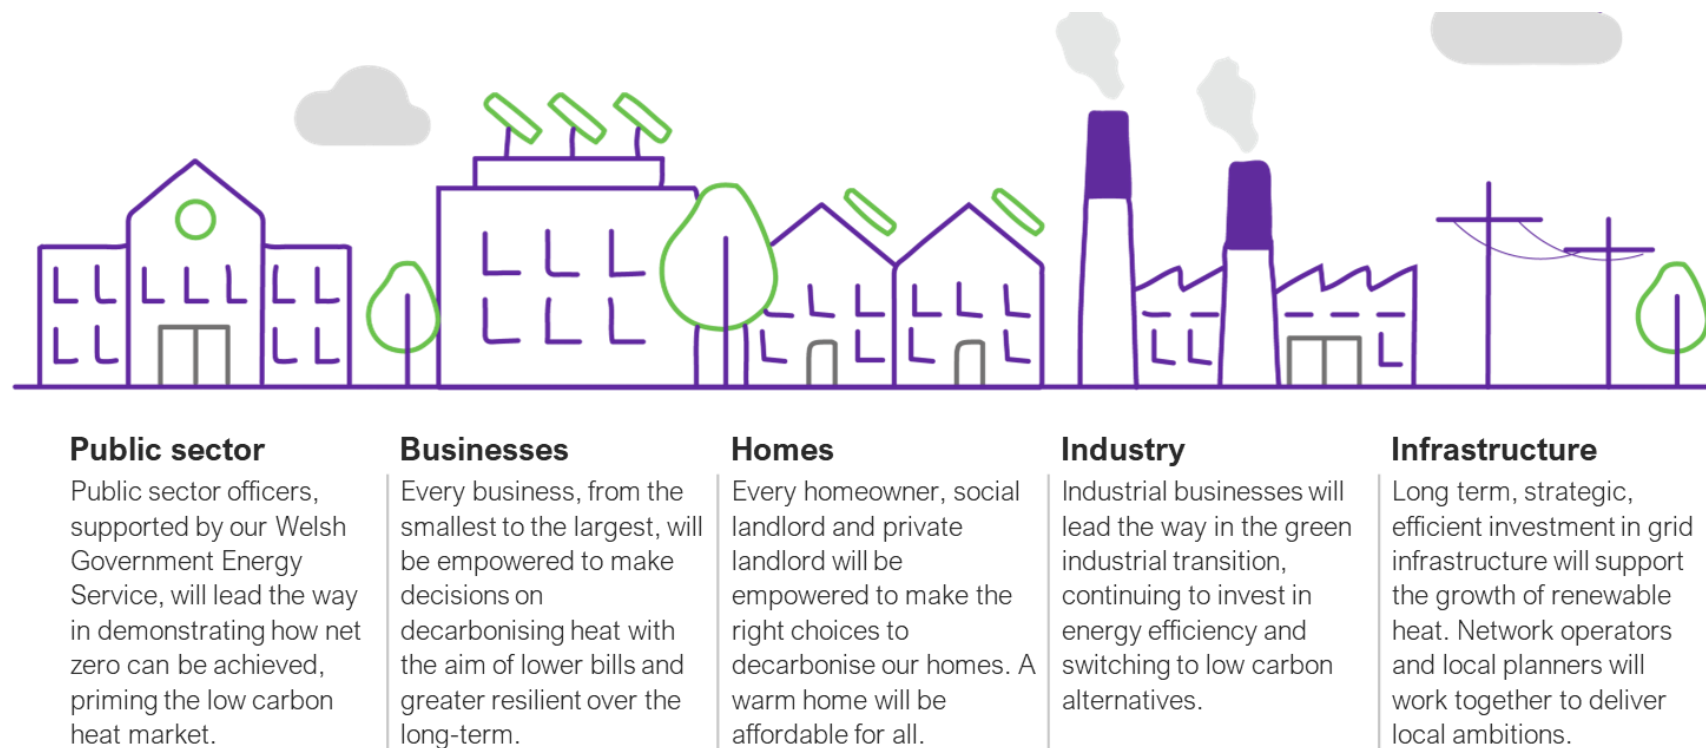 Public sector
Public sector officers,
supported by our Welsh
Government Energy
Service, will lead the way
in demonstrating how net
zero can be achieved,
priming the low carbon
heat market.
Businesses
Every business, from the
smallest to the largest, will
be empowered to make
decisions on
decarbonising heat with
the aim of lower bills and
greater resilient over the
long-term.
Homes
Every homeowner, social
landlord and private
landlord will be
empowered to make the
right choices to
decarbonise our homes. A
warm home will be
affordable for all.
Industry
Industrial businesses will
lead the way in the green
industrial transition,
continuing to invest in
energy efficiency and
switching to low carbon
alternatives.
Infrastructure
Long term, strategic,
efficient investment in grid
infrastructure will support
the growth of renewable
heat. Network operators
and local planners will
work together to deliver
local ambitions.